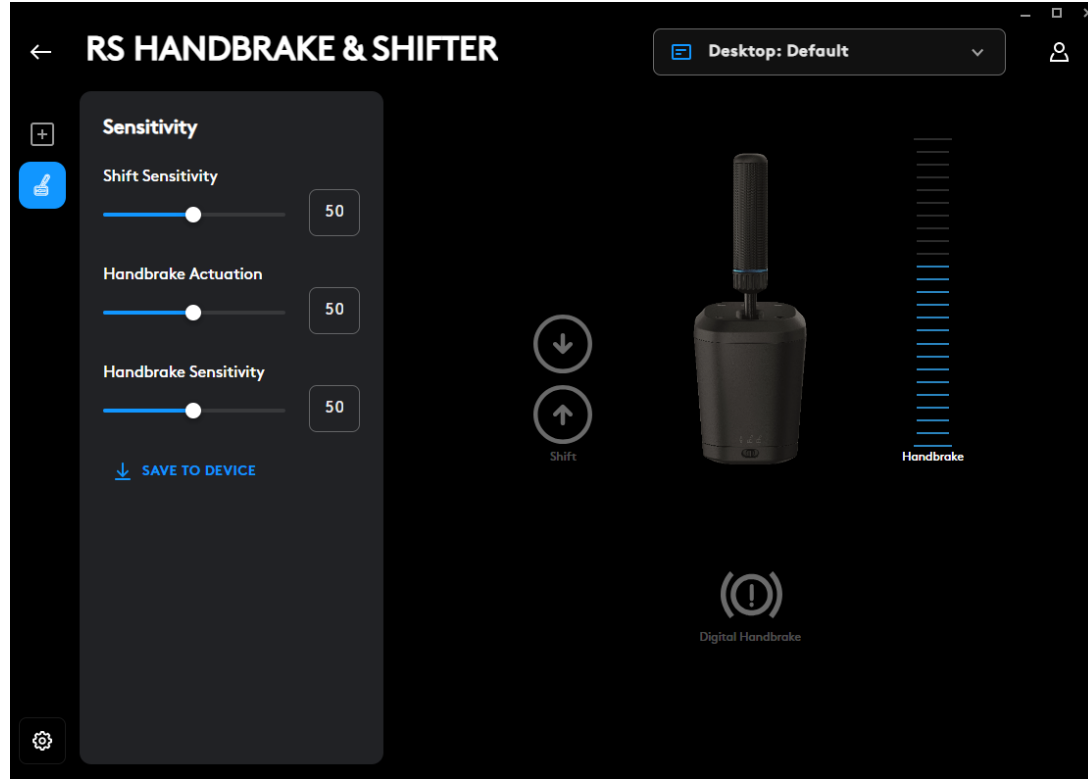 RS HANDBRAKE & SHIFTER
Desktop: Default
Sensitivity
Shift Sensitivity
50
Handbrake Actuation
50
Handbrake Sensitivity
50
SAVE TO DEVICE
Shift
Handbrake
Digital Handbrake